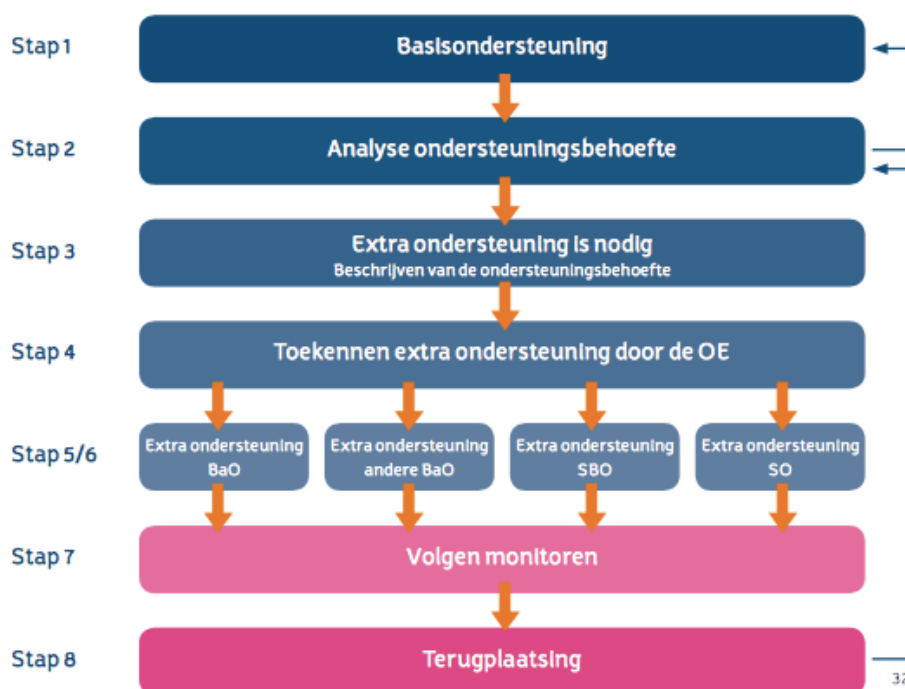 Stap 1
Basisondersteuning
Stap 2
Analyse ondersteuningsbehoefte
Stap 3
Extra ondersteuning is nodig
Beschrijven van de ondersteuningsbehoefte
Stap 4
Toekennen extra ondersteuning door de OE
Stap 5/6
Extra ondersteuning
BaO
Extra ondersteuning
andere BaO
Extra ondersteuning
SBO
Extra ondersteuning
SO
Stap 7
Volgen monitoren
Stap 8
Terugplaatsing
32